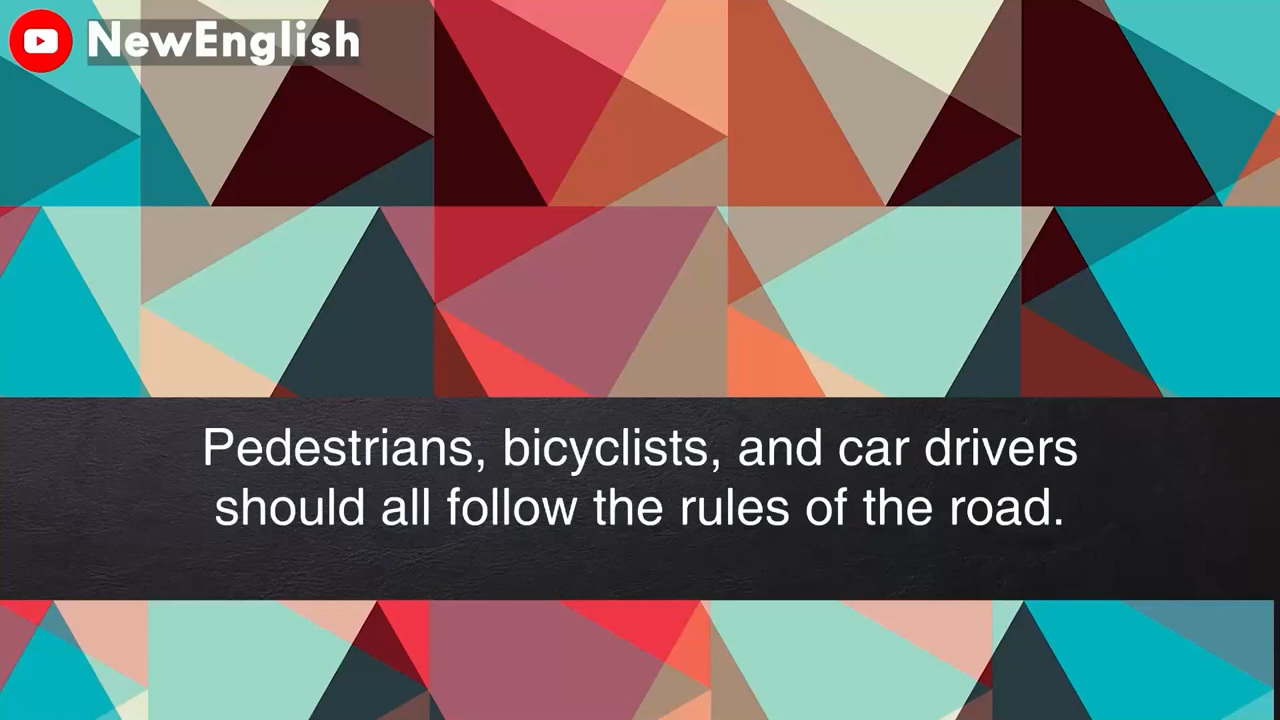 NewEnglish
Pedestrians, bicyclists, and car drivers
should all follow the rules of the road.